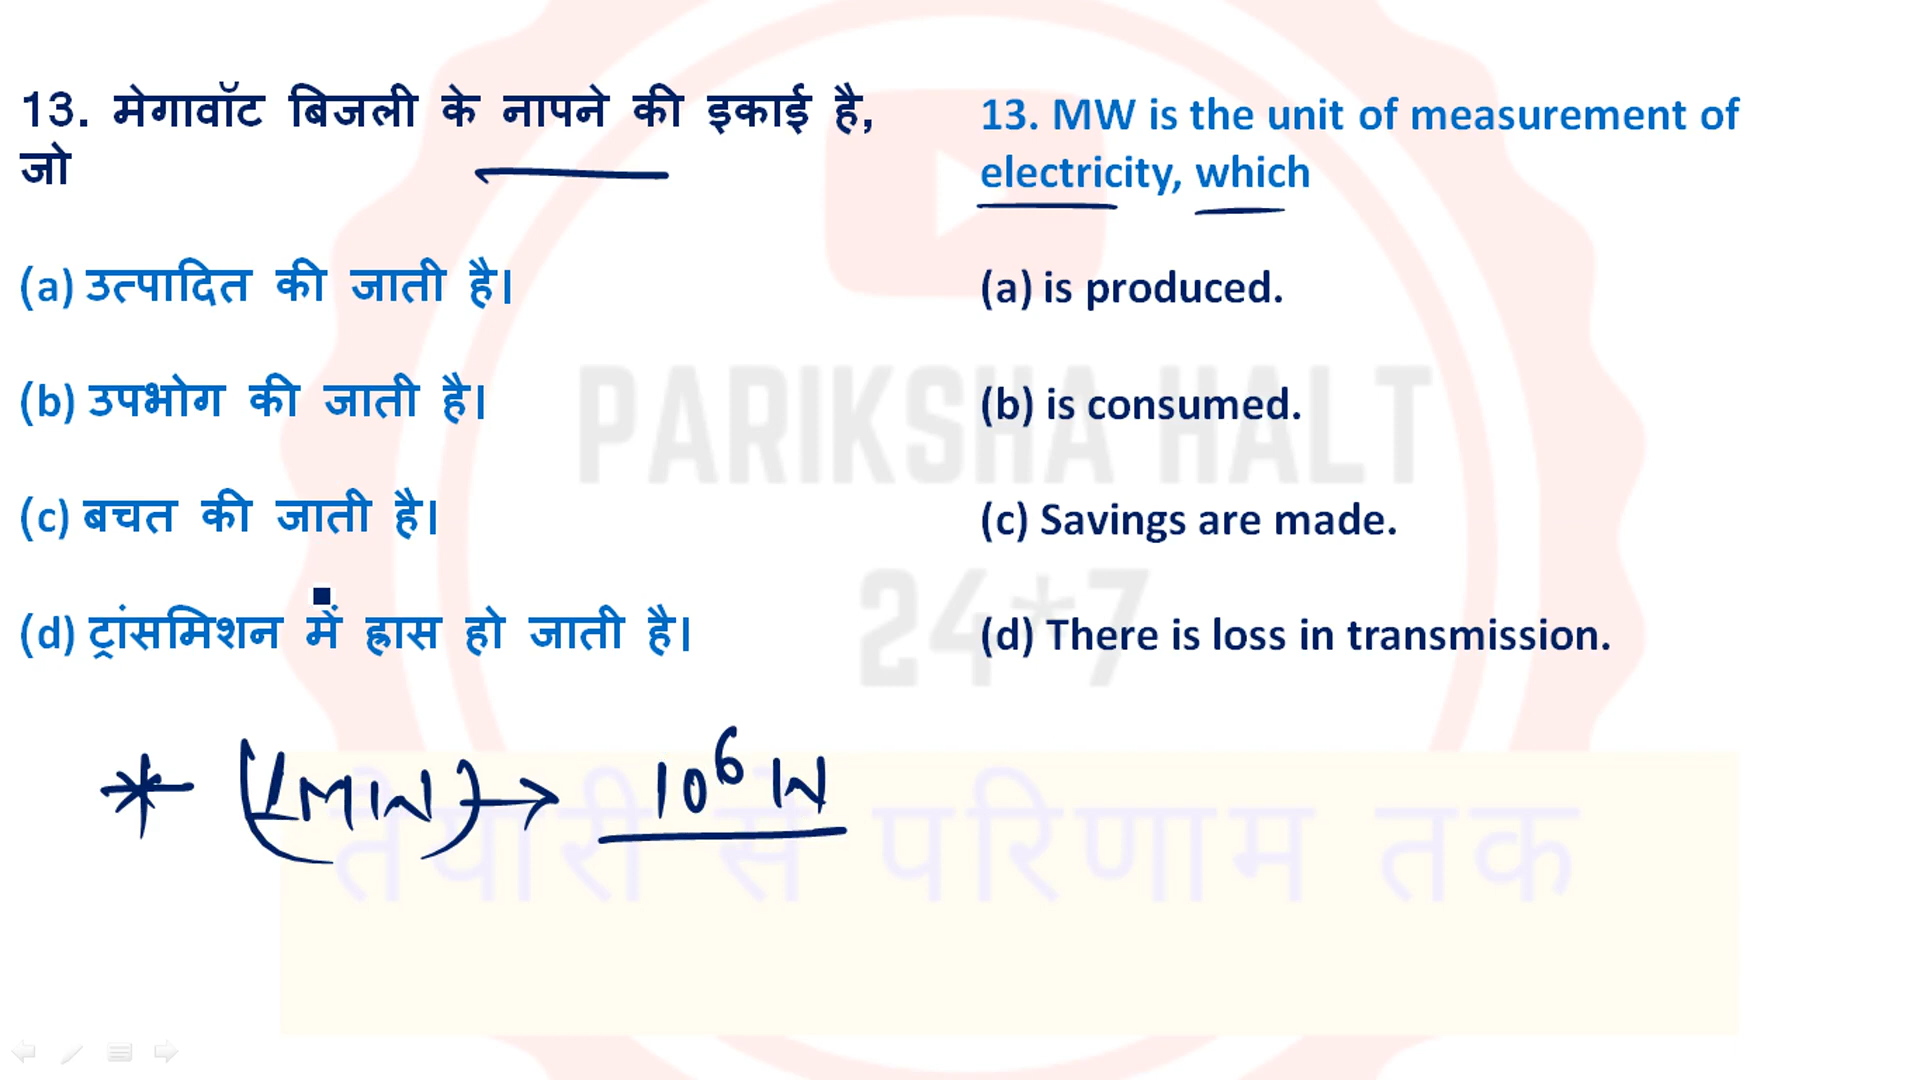 13. मेगावॉट बिजली के नापने की इकाई है,
जो
(a) उत्पादित की जाती है।
(b) उपभोग की जाती है।
(c) बचत की जाती है।
(d) ट्रांसमिशन में ह्रास हो जाती है।
13. MW is the unit of measurement of
electricity, which
(a) is produced.
(b) is consumed.
(c) Savings are made.
(d) There is loss in transmission.
PARIKSHA HALT
24*7
* (1MW) → 10⁶ W
तैयारी से परिणाम तक